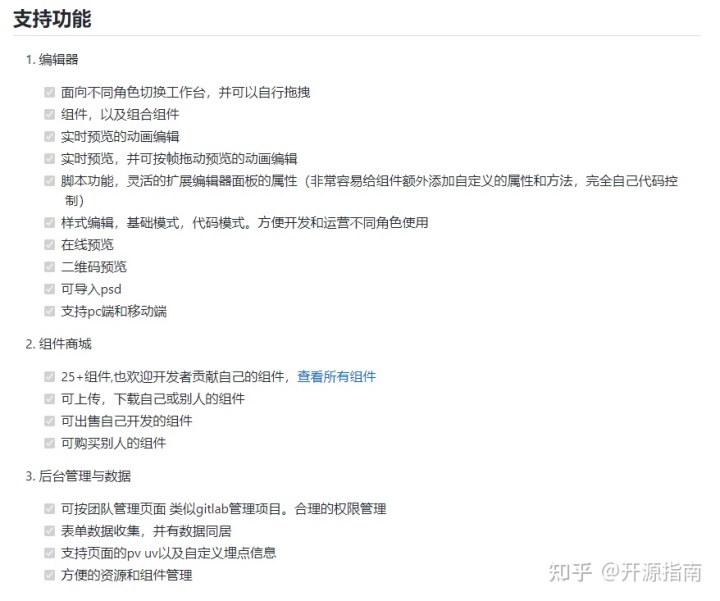 支持功能
1. 编辑器
面向不同角色切换工作台，并可以自行拖拽
组件，以及组合组件
实时预览的动画编辑
实时预览，并可按帧拖动预览的动画编辑
脚本功能，灵活的扩展编辑器面板的属性（非常容易给组件额外添加自定义的属性和方法，完全自己代码控
制）
样式编辑，基础模式，代码模式。方便开发和运营不同角色使用
在线预览
二维码预览
可导入psd
支持pc端和移动端
2. 组件商城
25+组件,也欢迎开发者贡献自己的组件，查看所有组件
可上传，下载自己或别人的组件
可出售自己开发的组件
可购买别人的组件
3. 后台管理与数据
可按团队管理页面 类似gitlab管理项目。合理的权限管理
表单数据收集，并有数据同居
支持页面的pv uv以及自定义埋点信息
方便的资源和组件管理
知乎 @开源指南